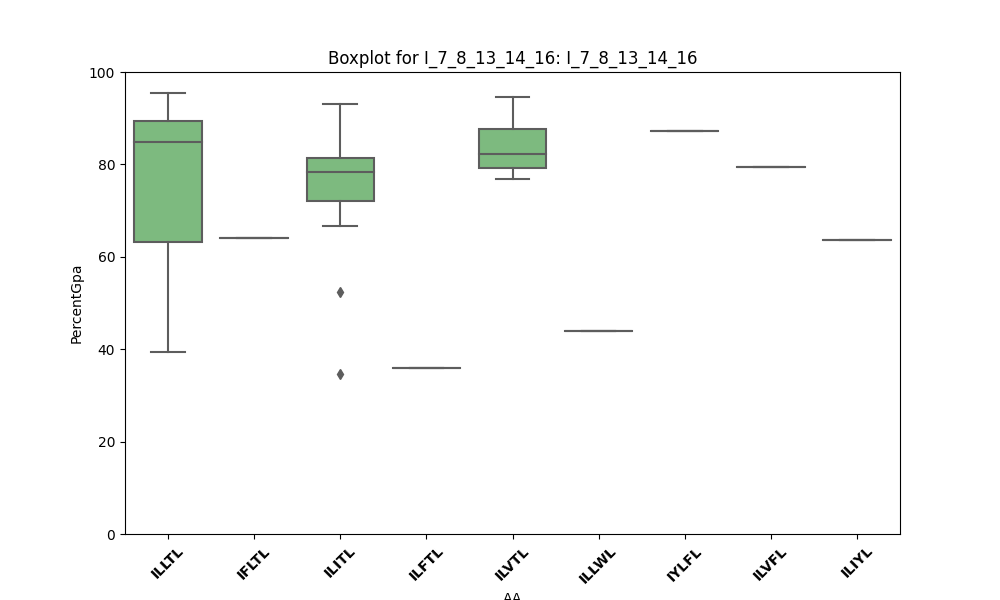 Boxplot for I_7_8_13_14_16: I_7_8_13_14_16
100
80
60
40
20
0
PercentGpa
ILLTL
IFLTL
ILITL
ILFTL
ILVTL
ILLWL
IYLFL
ILVFL
ILIYL
AA